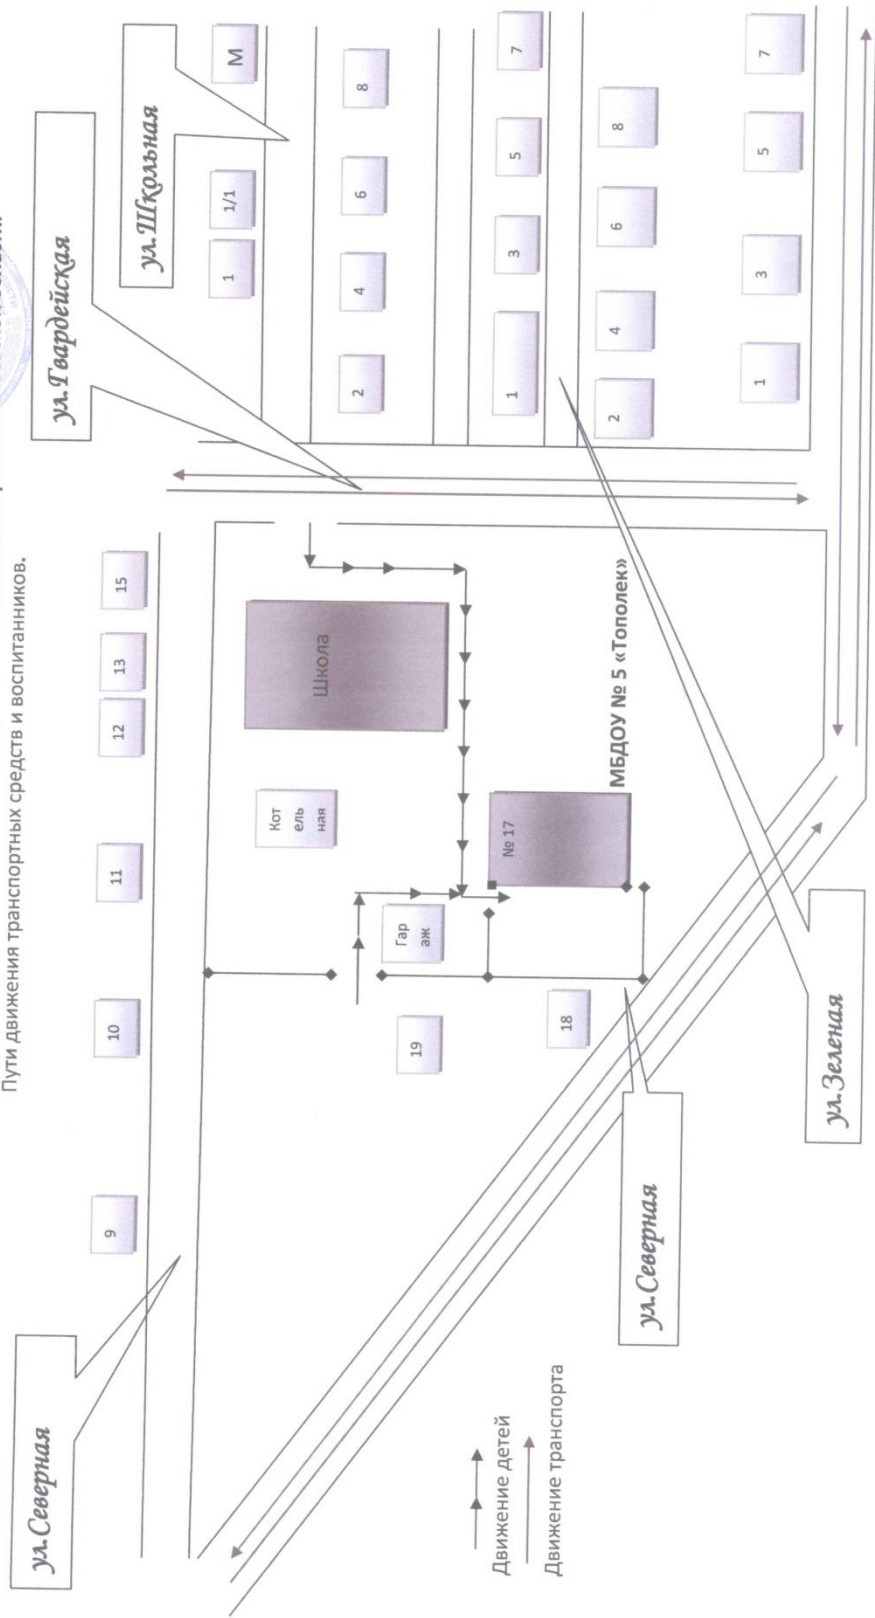 Пути движения транспортных средств и воспитанников.
ул.Северная
ул.Гвардейская
ул.Школьная
9
10
11
12
13
15
1
1/1
М
2
4
6
8
1
3
5
7
2
4
6
8
1
3
5
7
Школа
Кот
ель
ная
Гар
аж
19
18
№ 17
МБДОУ № 5 «Тополек»
ул.Северная
ул.Зеленая
Движение детей
Движение транспорта